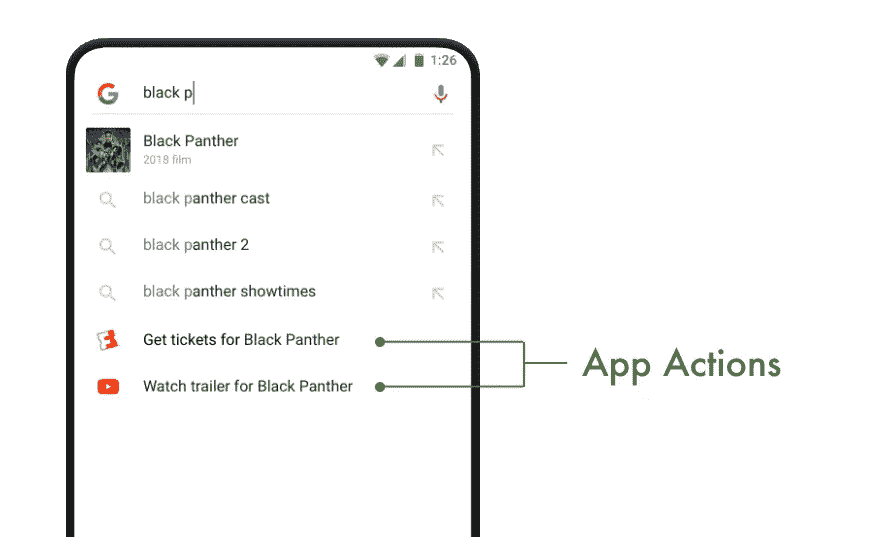 1:26
black p
Black Panther
2018 film
black panther cast
black panther 2
black panther showtimes
Get tickets for Black Panther
Watch trailer for Black Panther
App Actions